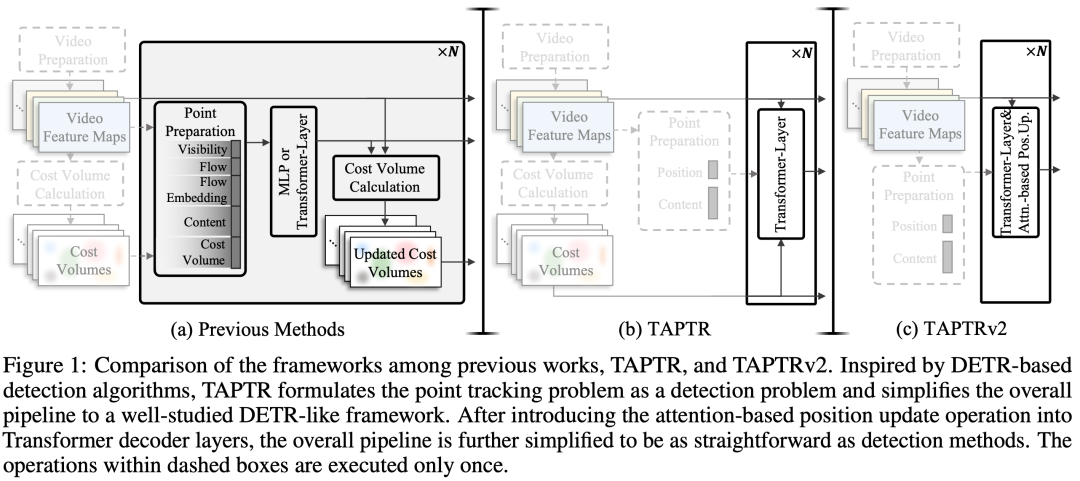 Video
Preparation
Video
Feature Maps
Cost Volume
Calculation
Cost
Volumes
×N
Point
Preparation
Visibility
Flow
Flow
Embedding
Content
Cost
Volume
MLP or
Transformer-Layer
Cost Volume
Calculation
Updated Cost
Volumes
(a) Previous Methods
Video
Preparation
Video
Feature Maps
Cost Volume
Calculation
Cost
Volumes
Point
Preparation
Position
Content
×N
Transformer-Layer
(b) TAPTR
Video
Preparation
Video
Feature Maps
Point
Preparation
Position
Content
×N
Transformer-Layer&
Attn.-based Pos. Up.
(c) TAPTRv2
Figure 1: Comparison of the frameworks among previous works, TAPTR, and TAPTRv2. Inspired by DETR-based
detection algorithms, TAPTR formulates the point tracking problem as a detection problem and simplifies the overall
pipeline to a well-studied DETR-like framework. After introducing the attention-based position update operation into
Transformer decoder layers, the overall pipeline is further simplified to be as straightforward as detection methods. The
operations within dashed boxes are executed only once.